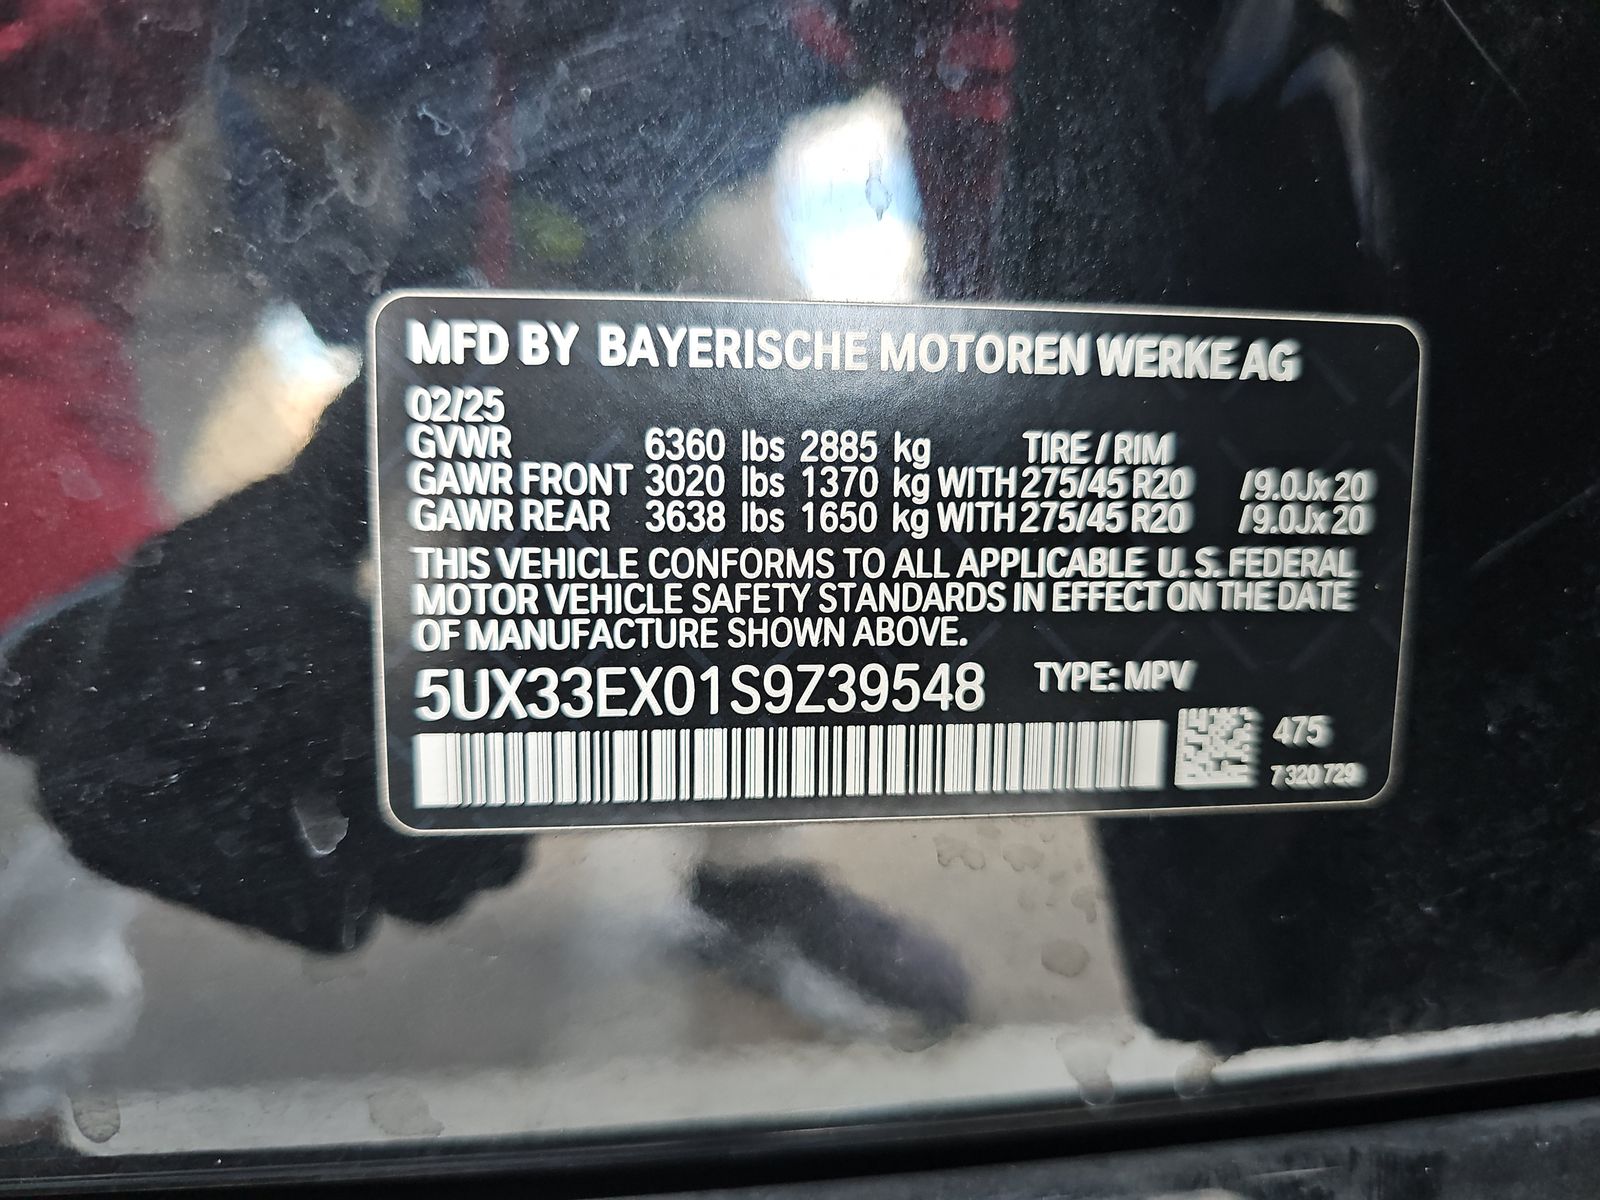 MFD BY BAYERISCHE MOTOREN WERKE AG
02/25
GVWR 6360 lbs 2885 kg TIRE / RIM
GAWR FRONT 3020 lbs 1370 kg WITH 275/45 R20 /9.0Jx20
GAWR REAR 3638 lbs 1650 kg WITH 275/45 R20 /9.0Jx20
THIS VEHICLE CONFORMS TO ALL APPLICABLE U.S. FEDERAL
MOTOR VEHICLE SAFETY STANDARDS IN EFFECT ON THE DATE
OF MANUFACTURE SHOWN ABOVE.
5UX33EX01S9Z39548 TYPE: MPV
475
7 320 729